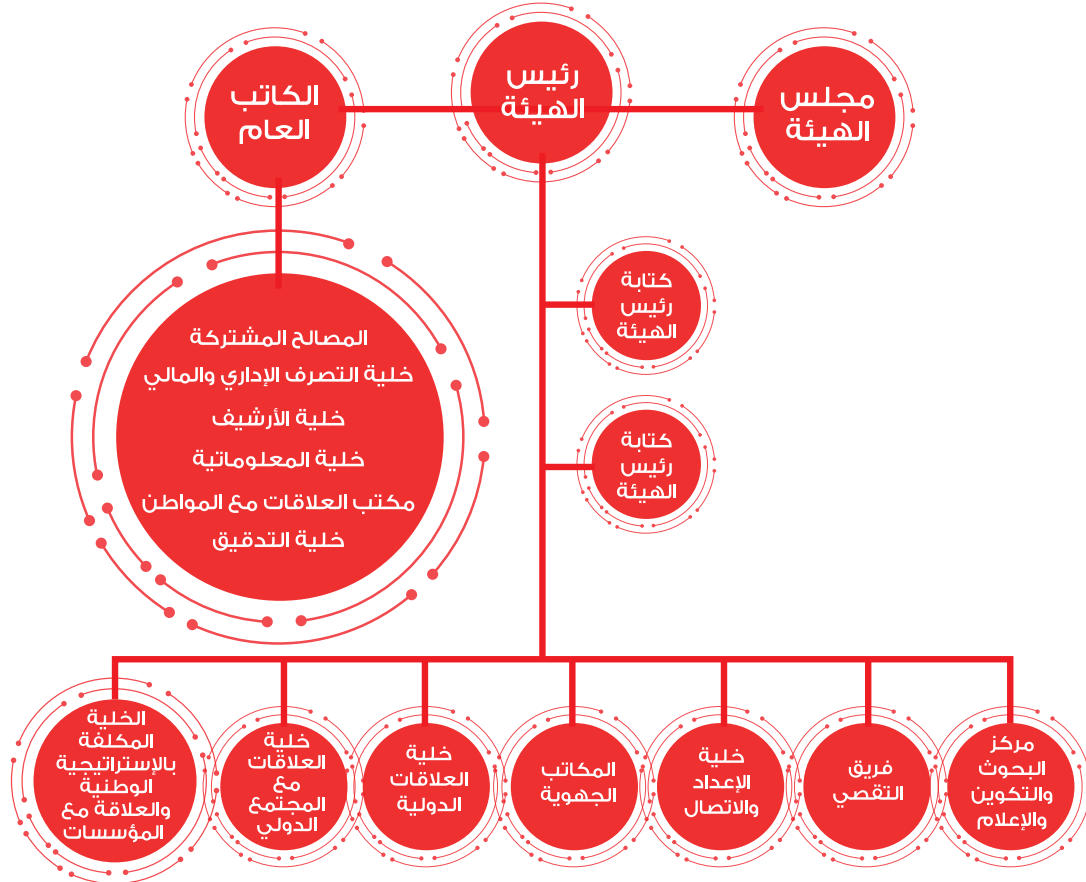 مجلس
الهيئة
رئيس
الهيئة
الكاتب
العام
كتابة
رئيس
الهيئة
كتابة
رئيس
الهيئة
المصالح المشتركة
خلية التصرف الإداري والمالي
خلية الأرشيف
خلية المعلوماتية
مكتب العلاقات مع المواطن
خلية التدقيق
مركز
البحوث
والتكوين
والإعلام
فريق
التقصي
خلية
الإعداد
والاتصال
المكاتب
الجهوية
خلية
العلاقات
الدولية
خلية
العلاقات
مع
المجتمع
الدولي
الخلية
المكلفة
بالإستراتيجية
الوطنية
والعلاقة مع
المؤسسات